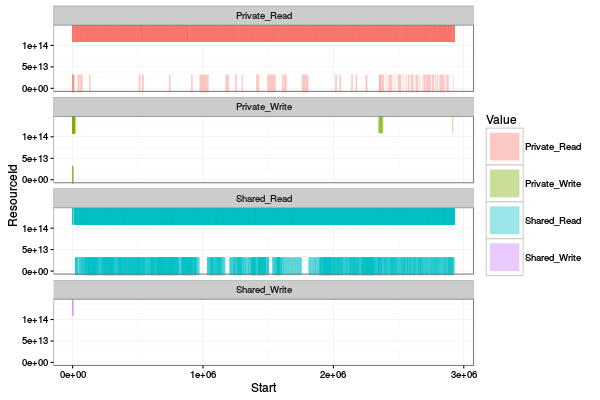 Private_Read
1e+14
5e+13
0e+00
Private_Write
1e+14
5e+13
0e+00
Shared_Read
1e+14
5e+13
0e+00
Shared_Write
1e+14
5e+13
0e+00
0e+00 1e+06 2e+06 3e+06
Start
ResourceId
Value
Private_Read
Private_Write
Shared_Read
Shared_Write